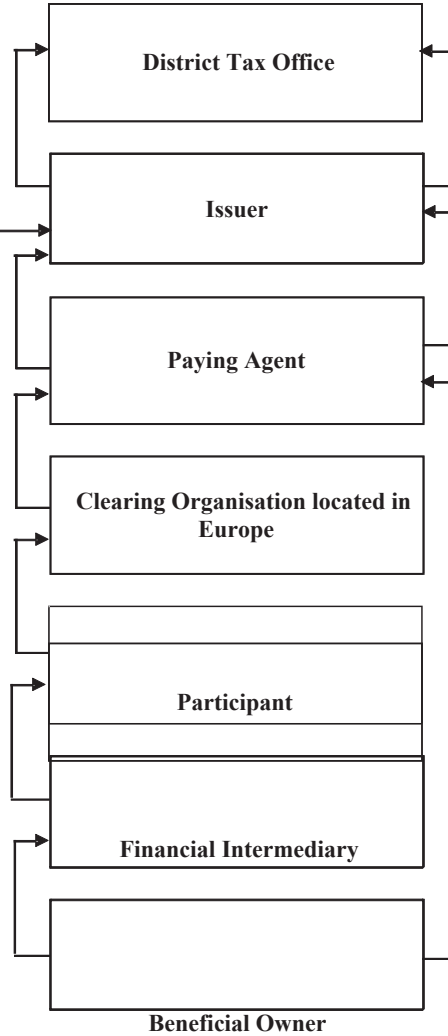 District Tax Office
Issuer
Paying Agent
Clearing Organisation located in
Europe
Participant
Financial Intermediary
Beneficial Owner